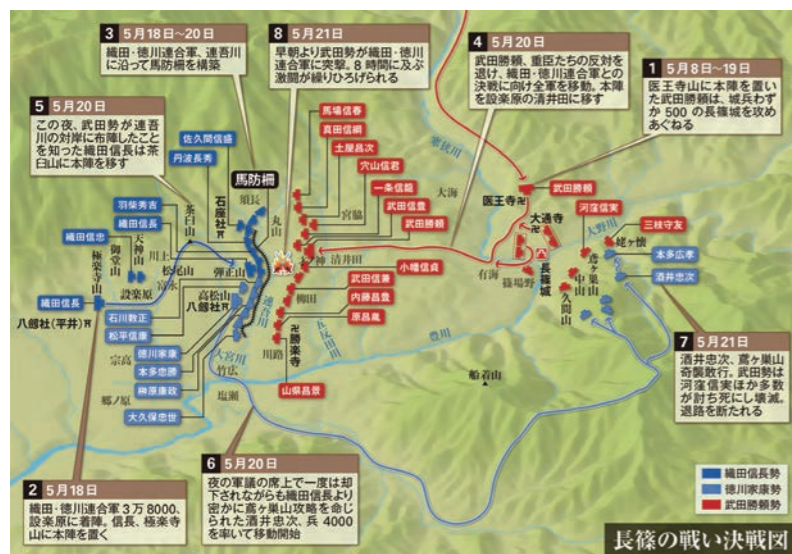 3 5月18日~20日
織田・徳川連合軍、連吾川
に沿って馬防柵を構築
8 5月21日
早朝より武田勢が織田・徳川
連合軍に突撃。8時間に及ぶ
激闘が繰りひろげられる
4 5月20日
武田勝頼、重臣たちの反対を
退け、織田・徳川連合軍との
決戦に向け全軍を移動。本陣
を設楽原の清井田に移す
1 5月8日~19日
医王寺山に本陣を置い
た武田勝頼は、城兵わず
か500の長篠城を攻め
あぐねる
5 5月20日
この夜、武田勢が連吾
川の対岸に布陣したこと
を知った織田信長は茶
臼山に本陣を移す
佐久間信盛
丹波長秀
馬防柵
羽柴秀吉
織田信長
織田信忠
織田信長
八劔社(平井)
石川数正
松平信康
徳川家康
本多忠勝
榊原康政
大久保忠世
茶臼山
石座社
須長
丸山
天神山
御堂山
極楽寺山
川上
松尾山
設楽原
富永
弾正山
高松山
八劔社
連吾川
宗高
郷ノ原
大宮川
竹広
塩瀬
馬場信春
真田信綱
土屋昌次
穴山信君
一条信龍
武田信豊
武田勝頼
小幡信貞
武田信廉
内藤昌豊
原昌胤
山県昌景
宮脇
大海
寒狭川
清井田
柳田
勝楽寺
川路
五反田川
豊川
有海
篠場野
船着山
医王寺
武田勝頼
大通寺
長篠城
河窪信実
三枝守友
大野川
姥ヶ懐
本多広孝
酒井忠次
鳶ヶ巣山
中山
久間山
7 5月21日
酒井忠次、鳶ヶ巣山
奇襲敢行。武田勢は
河窪信実ほか多数
が討ち死にし壊滅。
退路を断たれる
2 5月18日
織田・徳川連合軍3万8000、
設楽原に着陣。信長、極楽寺
山に本陣を置く
6 5月20日
夜の軍議の席上で一度は却
下されながらも織田信長より
密かに鳶ヶ巣山攻略を命じ
られた酒井忠次、兵4000
を率いて移動開始
織田信長勢
徳川家康勢
武田勝頼勢
長篠の戦い決戦図